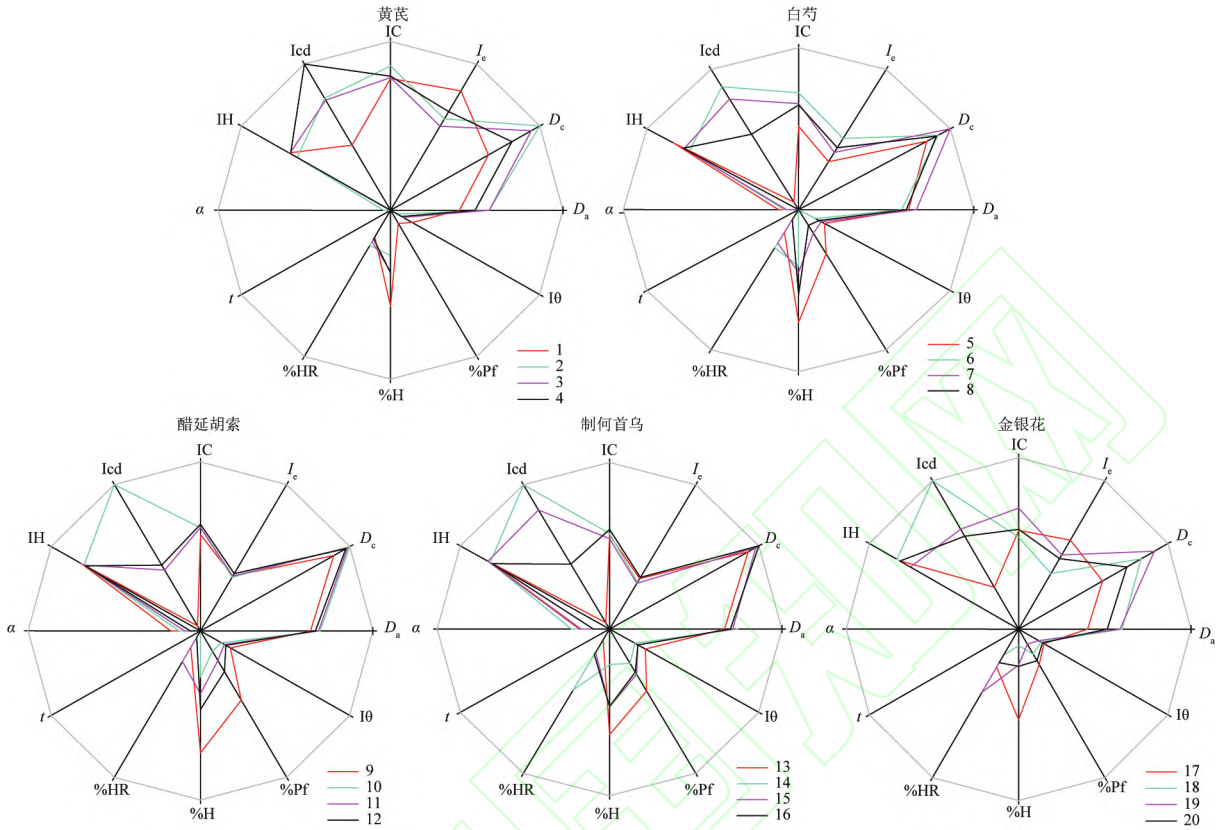 黄芪
IC
Icd
Ie
IH
Dc
α
Da
t
Iθ
%HR
%Pf
%H
1
2
3
4
白芍
IC
Icd
Ie
IH
Dc
α
Da
t
Iθ
%HR
%Pf
%H
5
6
7
8
醋延胡索
IC
Icd
Ie
IH
Dc
α
Da
t
Iθ
%HR
%Pf
%H
9
10
11
12
制何首乌
IC
Icd
Ie
IH
Dc
α
Da
t
Iθ
%HR
%Pf
%H
13
14
15
16
金银花
IC
Icd
Ie
IH
Dc
α
Da
t
Iθ
%HR
%Pf
%H
17
18
19
20